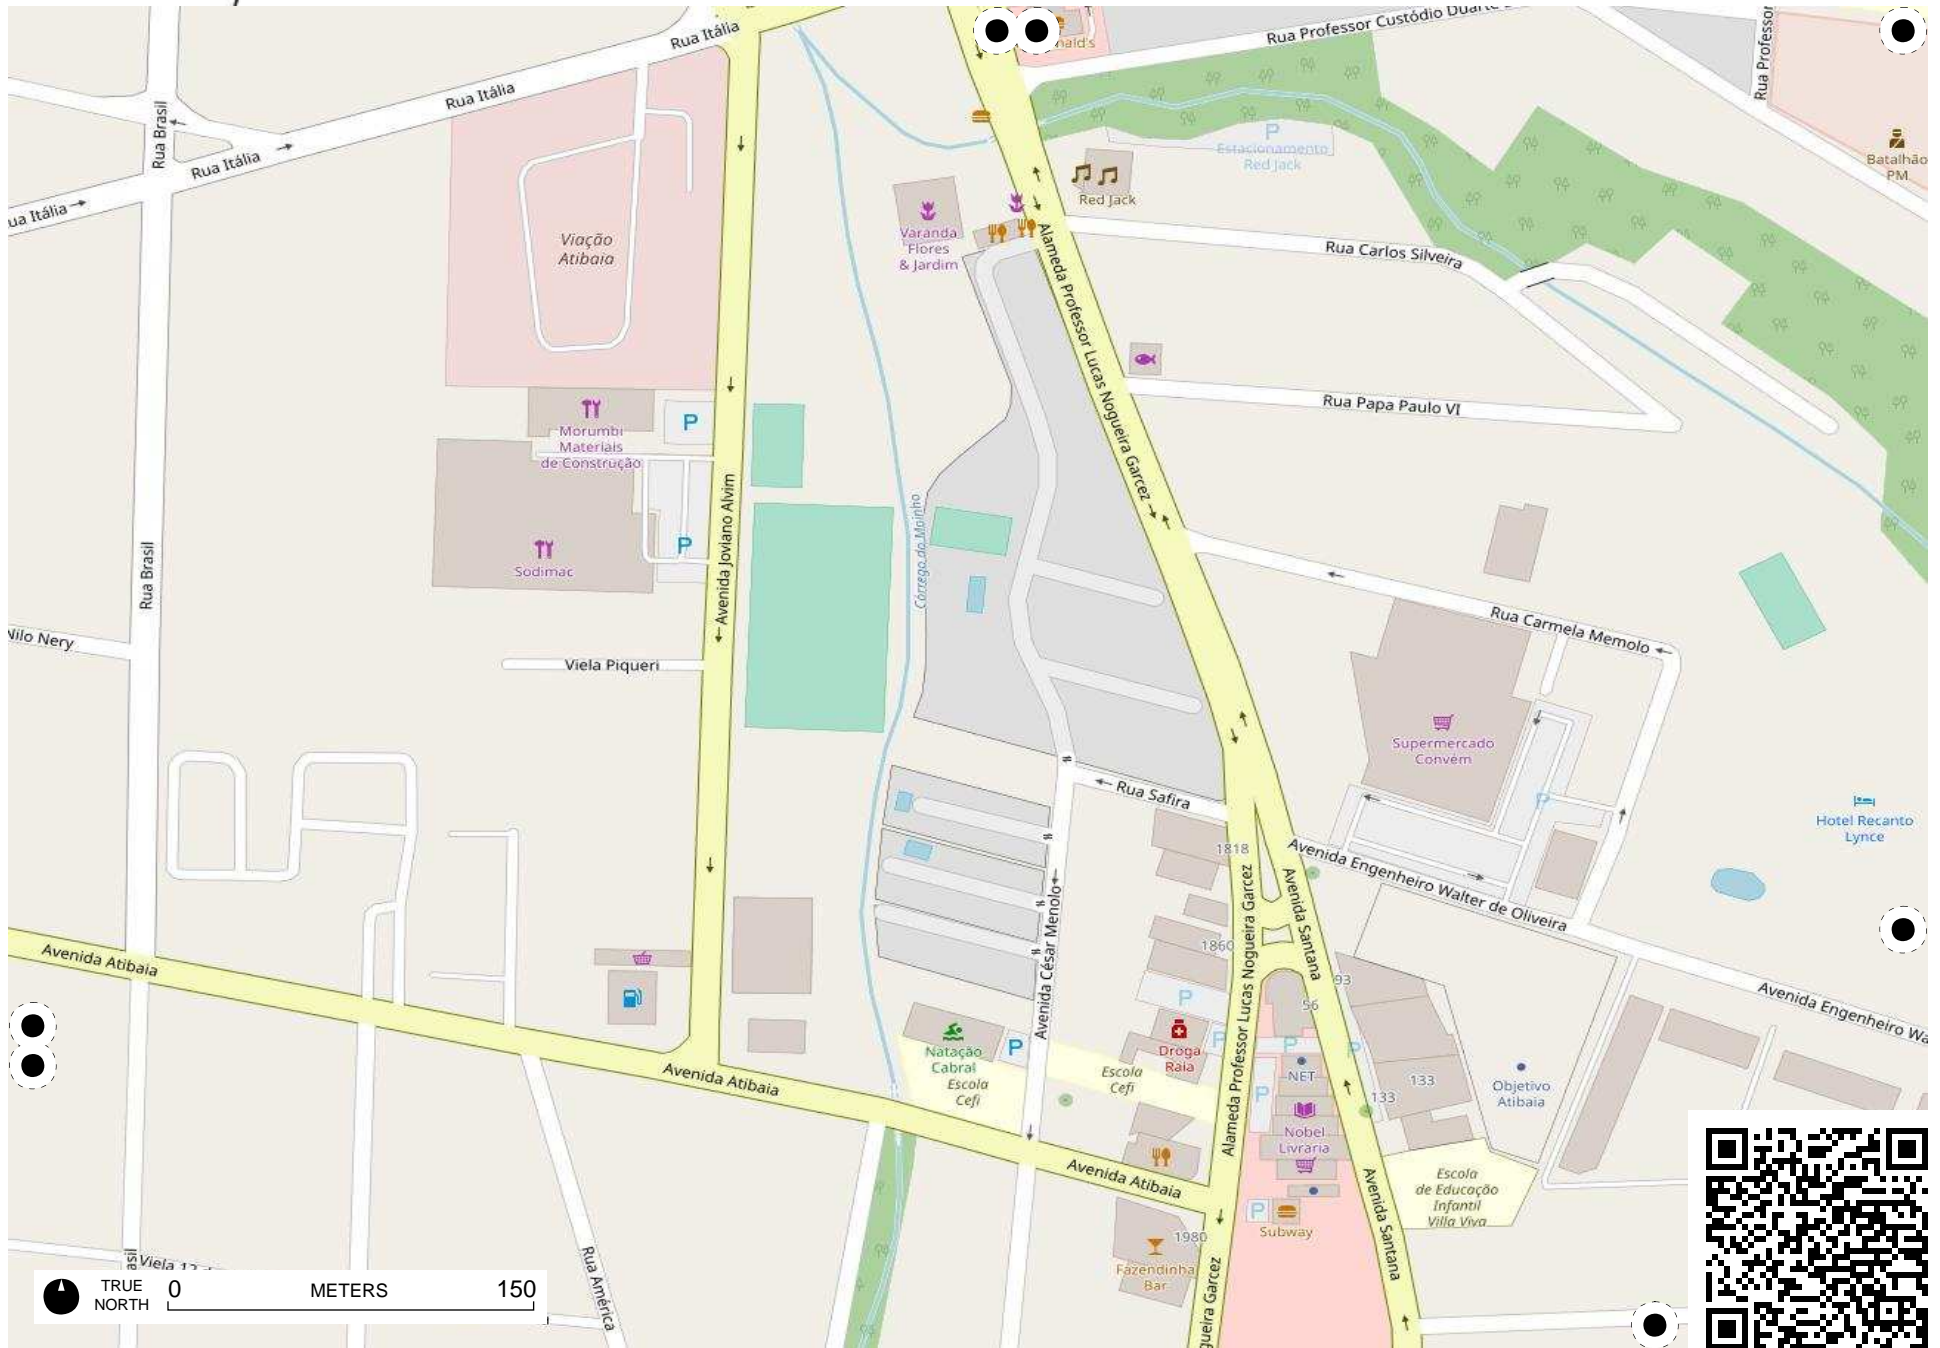 Rua Itália
Rua Professor Custódio Duarte
Rua Professor
Rua Brasil
Rua Itália
Rua Itália
ua Itália
nald's
P
Estacionamento
Red Jack
Batalhão
PM
Red Jack
Viação
Atibaia
Varanda
Flores
& Jardim
Rua Carlos Silveira
Alameda Professor Lucas Nogueira Garcez
Rua Papa Paulo VI
P
Morumbi
Materiais
de Construção
Avenida Joviano Alvim
Córrego do Moinho
P
Sodimac
Rua Brasil
Nilo Nery
Viela Piqueri
Rua Carmela Memolo
Supermercado
Convém
Rua Safira
P
Hotel Recanto
Lynce
1818
Avenida Engenheiro Walter de Oliveira
Alameda Professor Lucas Nogueira Garcez
Avenida Santana
Avenida César Menolo
1860
93
56
Avenida Atibaia
Avenida Engenheiro Wa
P
Natação
Cabral
P
Droga
Raia
P
P
P
NET
Escola
Cefi
Escola
Cefi
133
133
P
Objetivo
Atibaia
Avenida Atibaia
Nobel
Livraria
Avenida Atibaia
Avenida Santana
Escola
de Educação
Infantil
Villa Viva
P
Subway
1980
Fazendinha
Bar
gueira Garcez
asil
Viela 12
Rua América
TRUE
NORTH
0 METERS 150